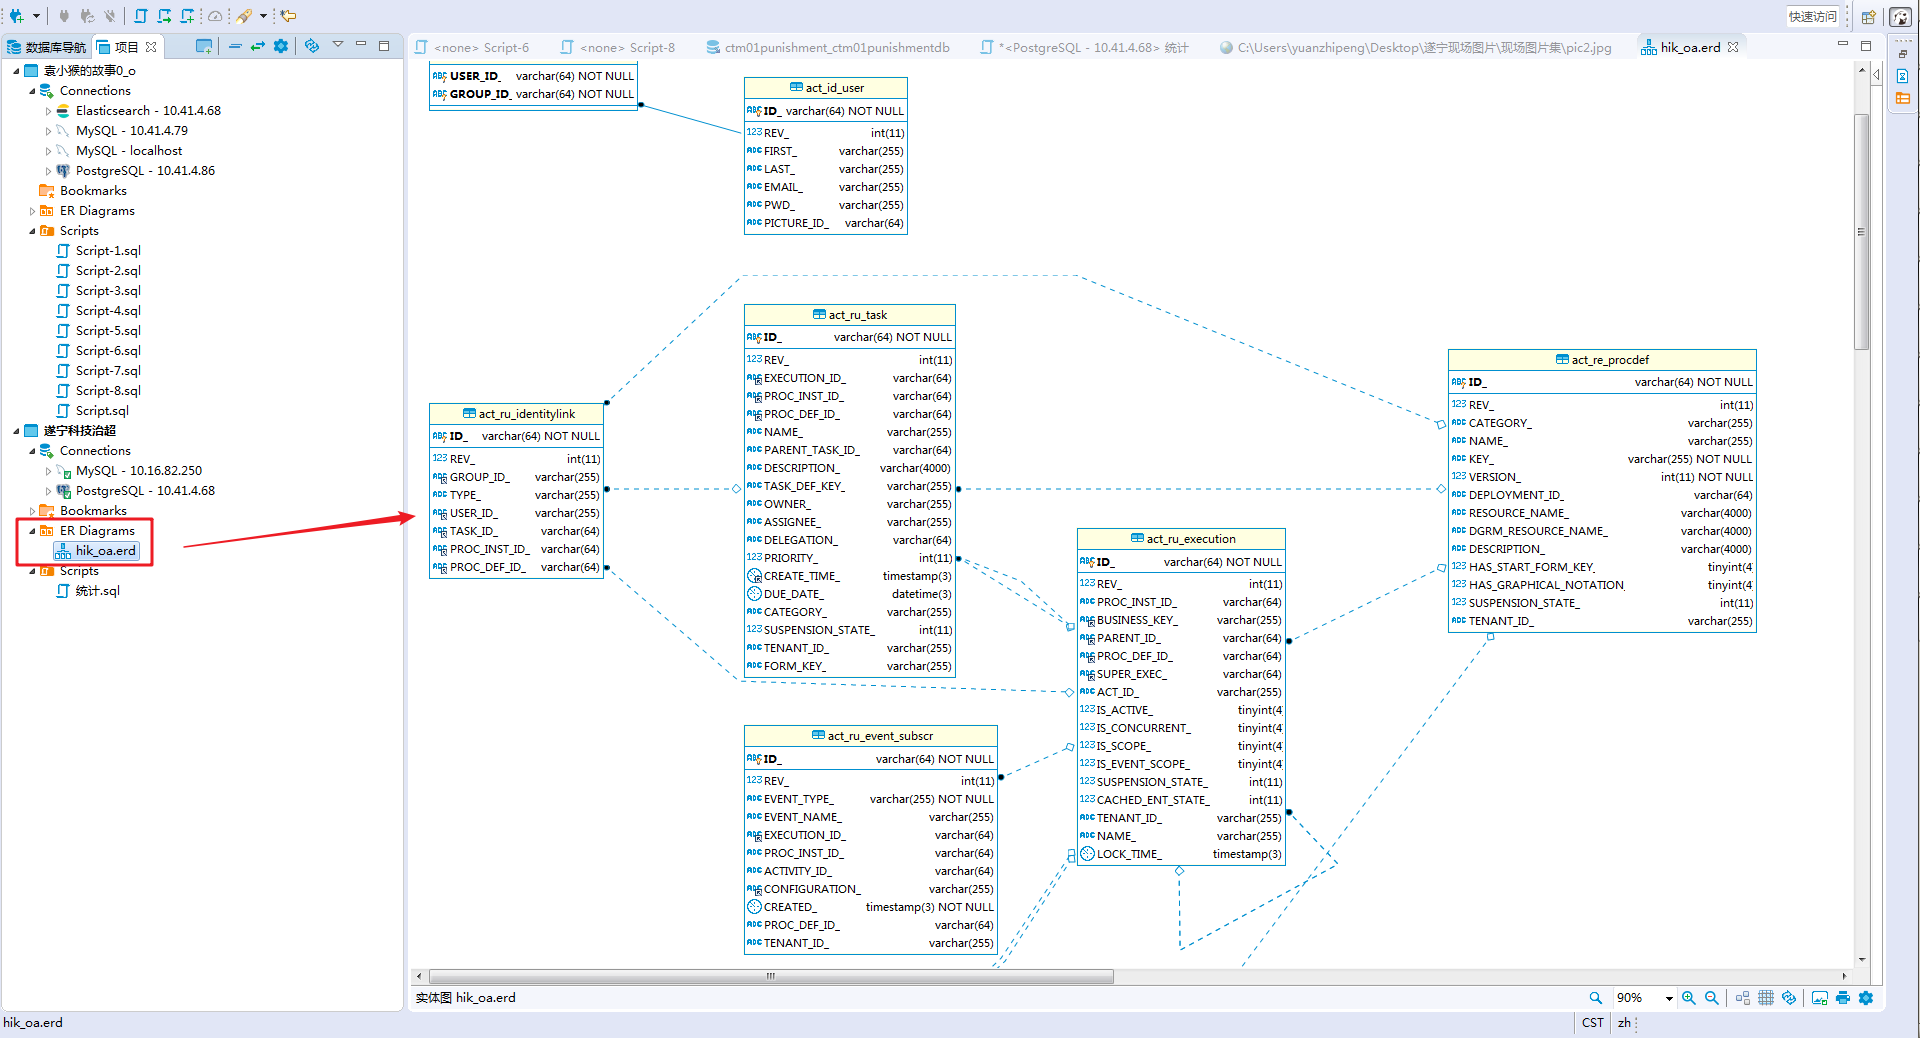 快速访问
数据库导航
项目
<none> Script-6
<none> Script-8
ctm01punishment_ctm01punishmentdb
*<PostgreSQL - 10.41.4.68> 统计
C:\Users\yuanzhipeng\Desktop\遂宁现场图片\现场图片集\pic2.jpg
hik_oa.erd
袁小猴的故事0_o
Connections
Elasticsearch - 10.41.4.68
MySQL - 10.41.4.79
MySQL - localhost
PostgreSQL - 10.41.4.86
Bookmarks
ER Diagrams
Scripts
Script-1.sql
Script-2.sql
Script-3.sql
Script-4.sql
Script-5.sql
Script-6.sql
Script-7.sql
Script-8.sql
Script.sql
遂宁科技治超
Connections
MySQL - 10.16.82.250
PostgreSQL - 10.41.4.68
Bookmarks
ER Diagrams
hik_oa.erd
Scripts
统计.sql
USER_ID_ varchar(64) NOT NULL
GROUP_ID_ varchar(64) NOT NULL
act_id_user
ID_ varchar(64) NOT NULL
REV_ int(11)
FIRST_ varchar(255)
LAST_ varchar(255)
EMAIL_ varchar(255)
PWD_ varchar(255)
PICTURE_ID_ varchar(64)
act_ru_identitylink
ID_ varchar(64) NOT NULL
REV_ int(11)
GROUP_ID_ varchar(255)
TYPE_ varchar(255)
USER_ID_ varchar(255)
TASK_ID_ varchar(64)
PROC_INST_ID_ varchar(64)
PROC_DEF_ID_ varchar(64)
act_ru_task
ID_ varchar(64) NOT NULL
REV_ int(11)
EXECUTION_ID_ varchar(64)
PROC_INST_ID_ varchar(64)
PROC_DEF_ID_ varchar(64)
NAME_ varchar(255)
PARENT_TASK_ID_ varchar(64)
DESCRIPTION_ varchar(4000)
TASK_DEF_KEY_ varchar(255)
OWNER_ varchar(255)
ASSIGNEE_ varchar(255)
DELEGATION_ varchar(64)
PRIORITY_ int(11)
CREATE_TIME_ timestamp(3)
DUE_DATE_ datetime(3)
CATEGORY_ varchar(255)
SUSPENSION_STATE_ int(11)
TENANT_ID_ varchar(255)
FORM_KEY_ varchar(255)
act_ru_event_subscr
ID_ varchar(64) NOT NULL
REV_ int(11)
EVENT_TYPE_ varchar(255) NOT NULL
EVENT_NAME_ varchar(255)
EXECUTION_ID_ varchar(64)
PROC_INST_ID_ varchar(64)
ACTIVITY_ID_ varchar(64)
CONFIGURATION_ varchar(255)
CREATED_ timestamp(3) NOT NULL
PROC_DEF_ID_ varchar(64)
TENANT_ID_ varchar(255)
act_ru_execution
ID_ varchar(64) NOT NULL
REV_ int(11)
PROC_INST_ID_ varchar(64)
BUSINESS_KEY_ varchar(255)
PARENT_ID_ varchar(64)
PROC_DEF_ID_ varchar(64)
SUPER_EXEC_ varchar(64)
ACT_ID_ varchar(255)
IS_ACTIVE_ tinyint(4
IS_CONCURRENT_ tinyint(4
IS_SCOPE_ tinyint(4
IS_EVENT_SCOPE_ tinyint(4
SUSPENSION_STATE_ int(11)
CACHED_ENT_STATE_ int(11)
TENANT_ID_ varchar(255)
NAME_ varchar(255)
LOCK_TIME_ timestamp(3)
act_re_procdef
ID_ varchar(64) NOT NULL
REV_ int(11)
CATEGORY_ varchar(255)
NAME_ varchar(255)
KEY_ varchar(255) NOT NULL
VERSION_ int(11) NOT NULL
DEPLOYMENT_ID_ varchar(64)
RESOURCE_NAME_ varchar(4000)
DGRM_RESOURCE_NAME_ varchar(4000)
DESCRIPTION_ varchar(4000)
HAS_START_FORM_KEY_ tinyint(4
HAS_GRAPHICAL_NOTATION_ tinyint(4
SUSPENSION_STATE_ int(11)
TENANT_ID_ varchar(255)
实体图 hik_oa.erd
90%
hik_oa.erd
CST
zh